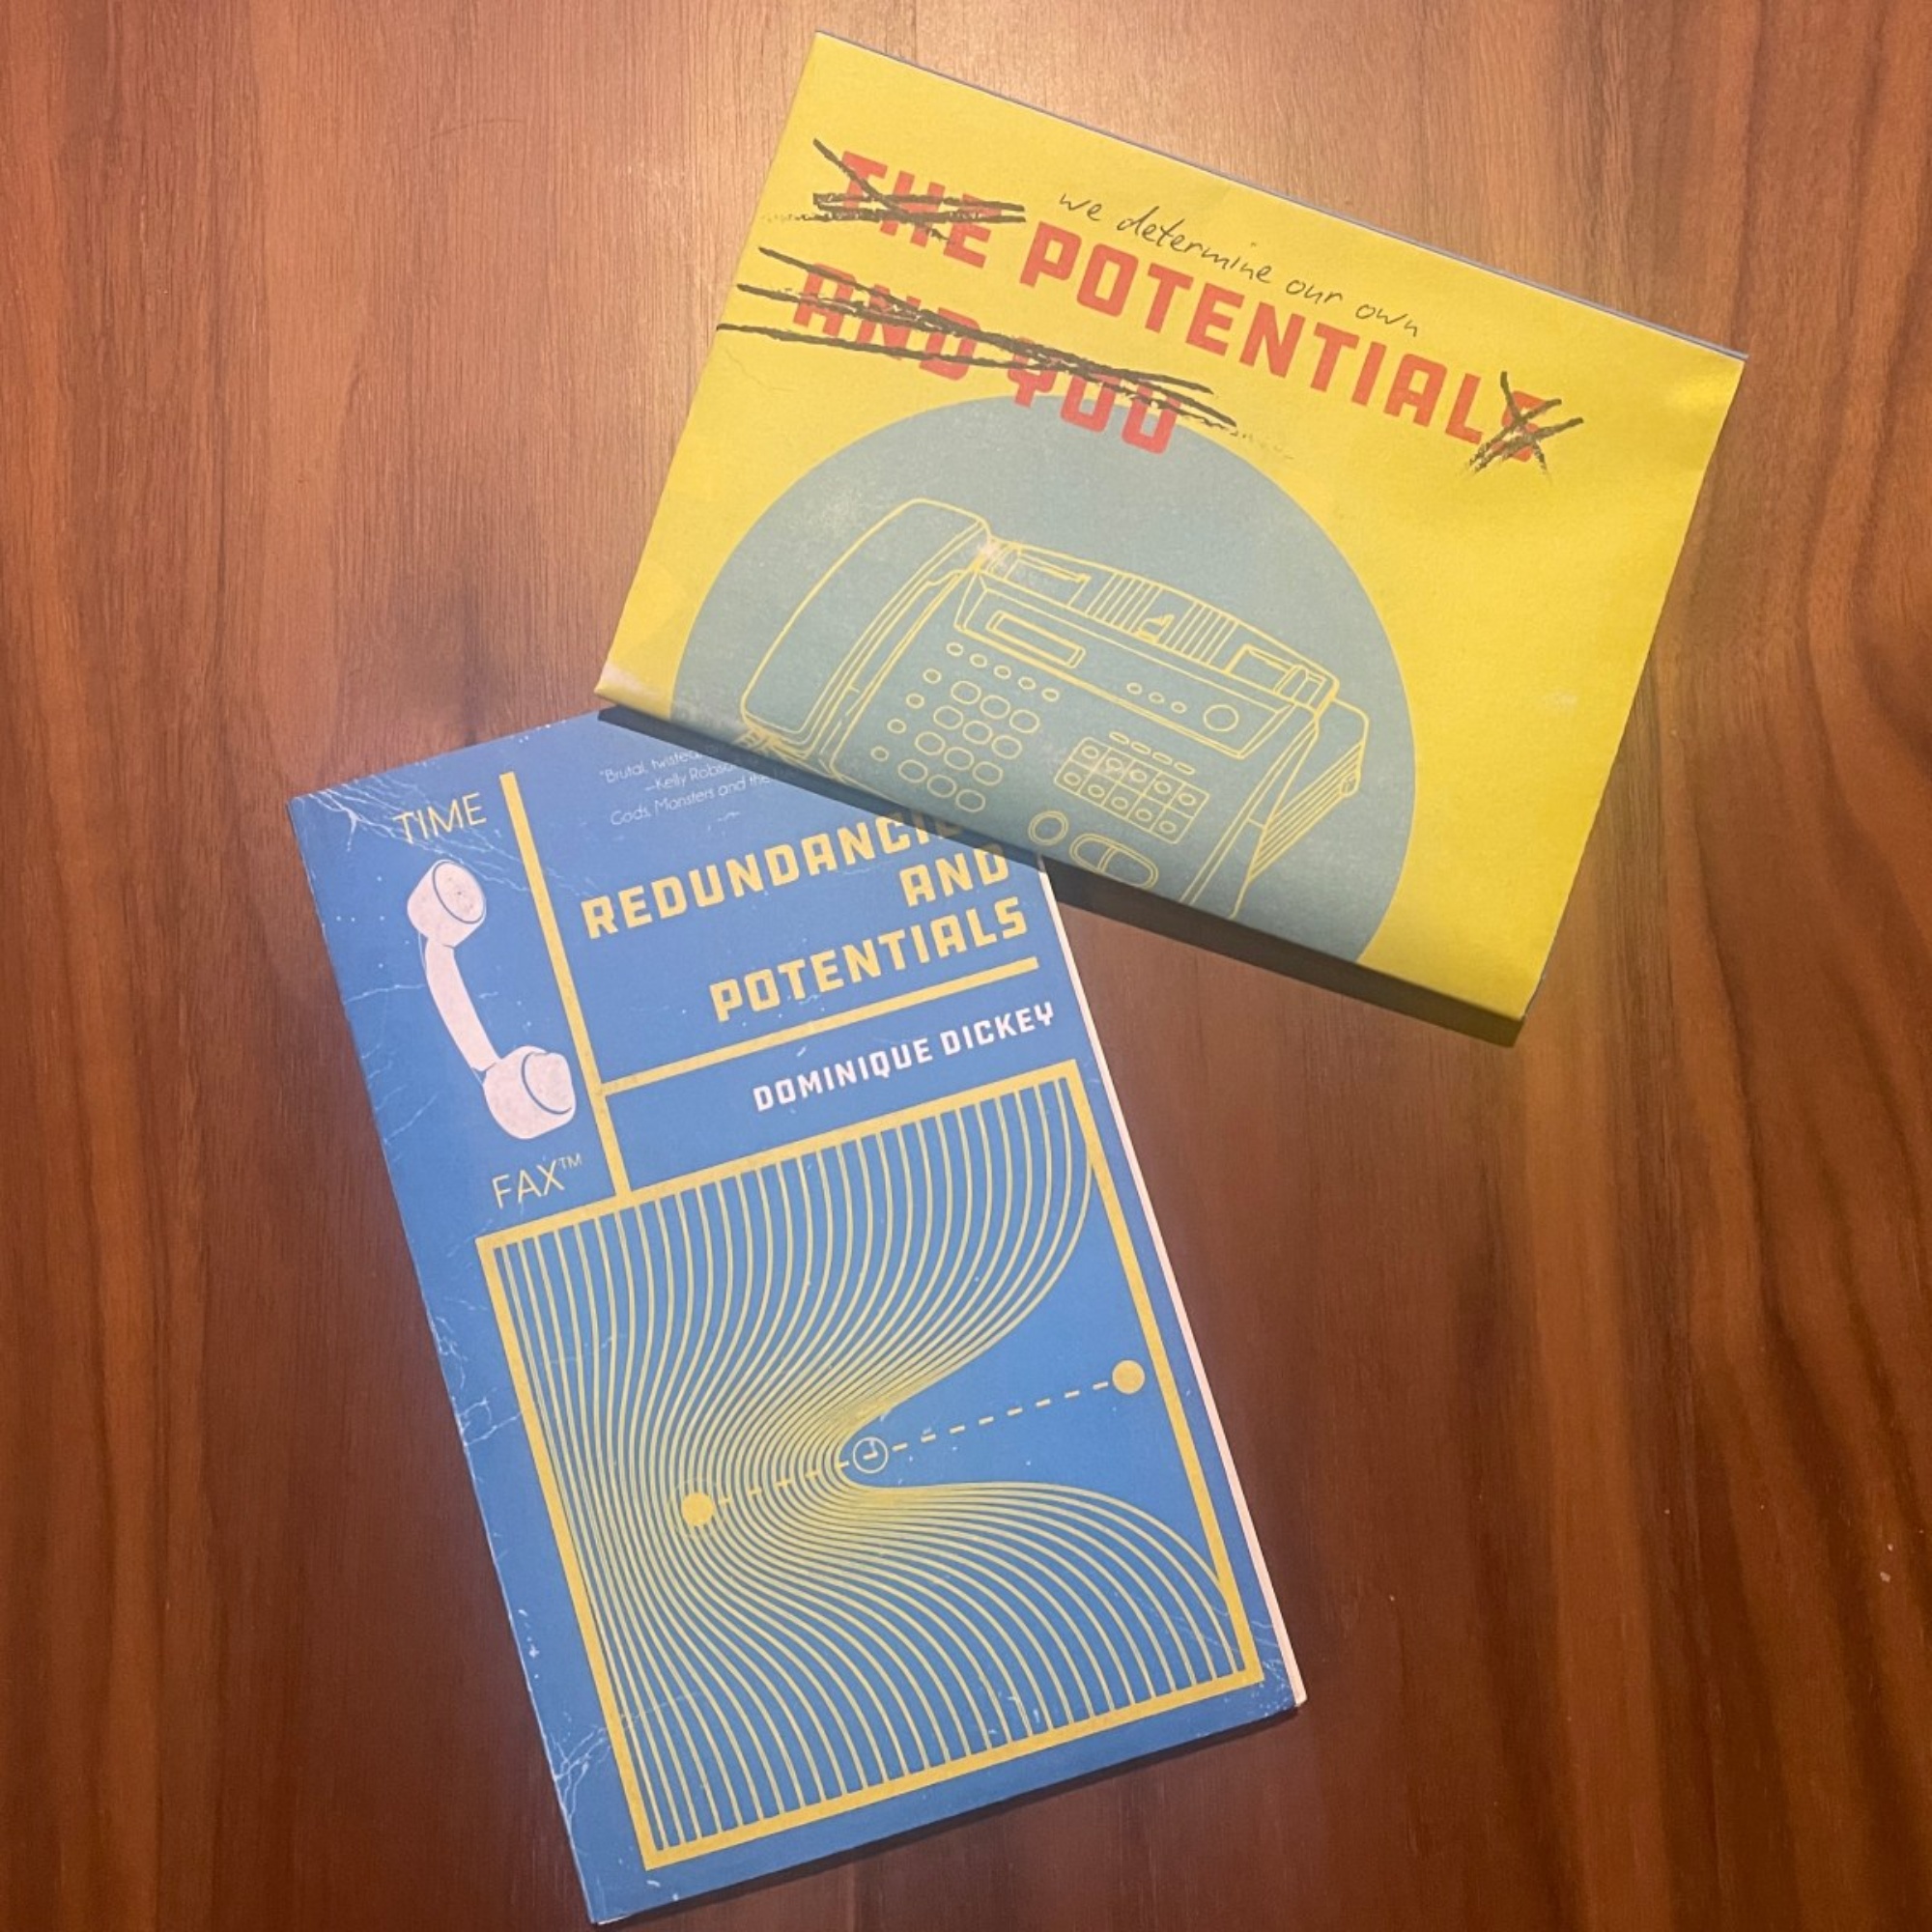 we determine our own
THE POTENTIALS
AND YOU
"Brutal, twisted
—Kelly Robson
Gods, Monsters and the
TIME
REDUNDANCIE
AND
POTENTIALS
DOMINIQUE DICKEY
FAX™